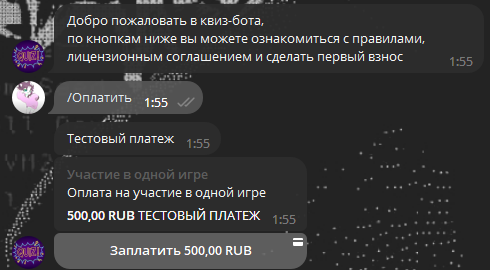 Добро пожаловать в квиз-бота,
по кнопкам ниже вы можете ознакомиться с правилами,
лицензионным соглашением и сделать первый взнос
1:55
/Оплатить 1:55
Тестовый платеж 1:55
Участие в одной игре
Оплата на участие в одной игре
500,00 RUB ТЕСТОВЫЙ ПЛАТЕЖ 1:55
Заплатить 500,00 RUB